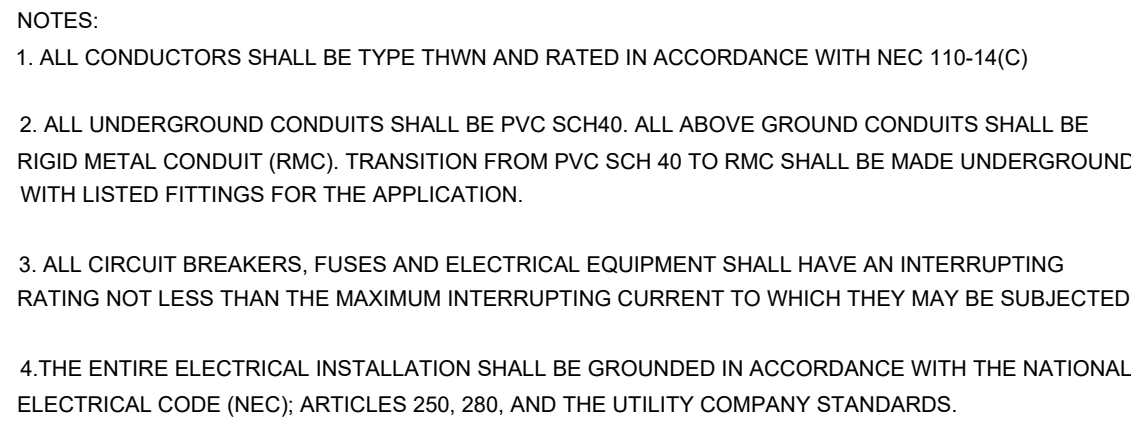 NOTES:
1. ALL CONDUCTORS SHALL BE TYPE THWN AND RATED IN ACCORDANCE WITH NEC 110-14(C)
2. ALL UNDERGROUND CONDUITS SHALL BE PVC SCH40. ALL ABOVE GROUND CONDUITS SHALL BE
RIGID METAL CONDUIT (RMC). TRANSITION FROM PVC SCH 40 TO RMC SHALL BE MADE UNDERGROUND
WITH LISTED FITTINGS FOR THE APPLICATION.
3. ALL CIRCUIT BREAKERS, FUSES AND ELECTRICAL EQUIPMENT SHALL HAVE AN INTERRUPTING
RATING NOT LESS THAN THE MAXIMUM INTERRUPTING CURRENT TO WHICH THEY MAY BE SUBJECTED
4.THE ENTIRE ELECTRICAL INSTALLATION SHALL BE GROUNDED IN ACCORDANCE WITH THE NATIONAL
ELECTRICAL CODE (NEC); ARTICLES 250, 280, AND THE UTILITY COMPANY STANDARDS.